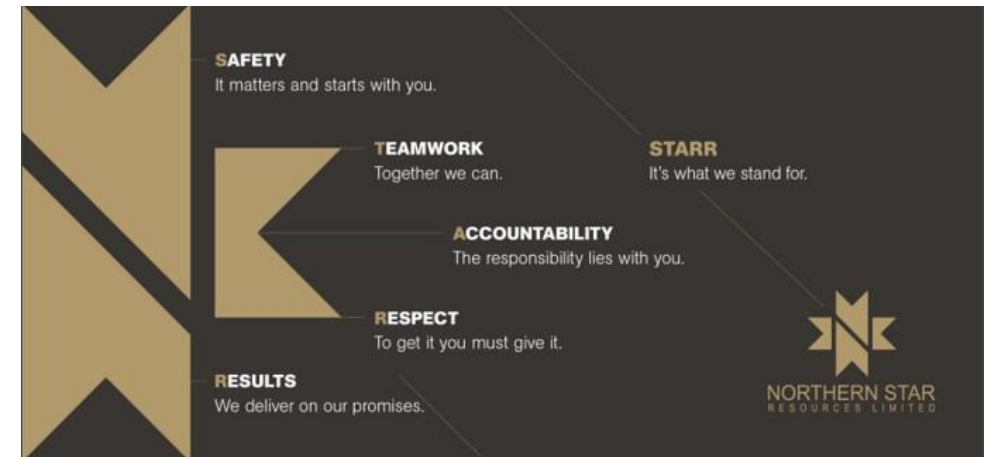 SAFETY
It matters and starts with you.
TEAMWORK
Together we can.
STARR
It's what we stand for.
ACCOUNTABILITY
The responsibility lies with you.
RESPECT
To get it you must give it.
RESULTS
We deliver on our promises.
NORTHERN STAR
RESOURCES LIMITED